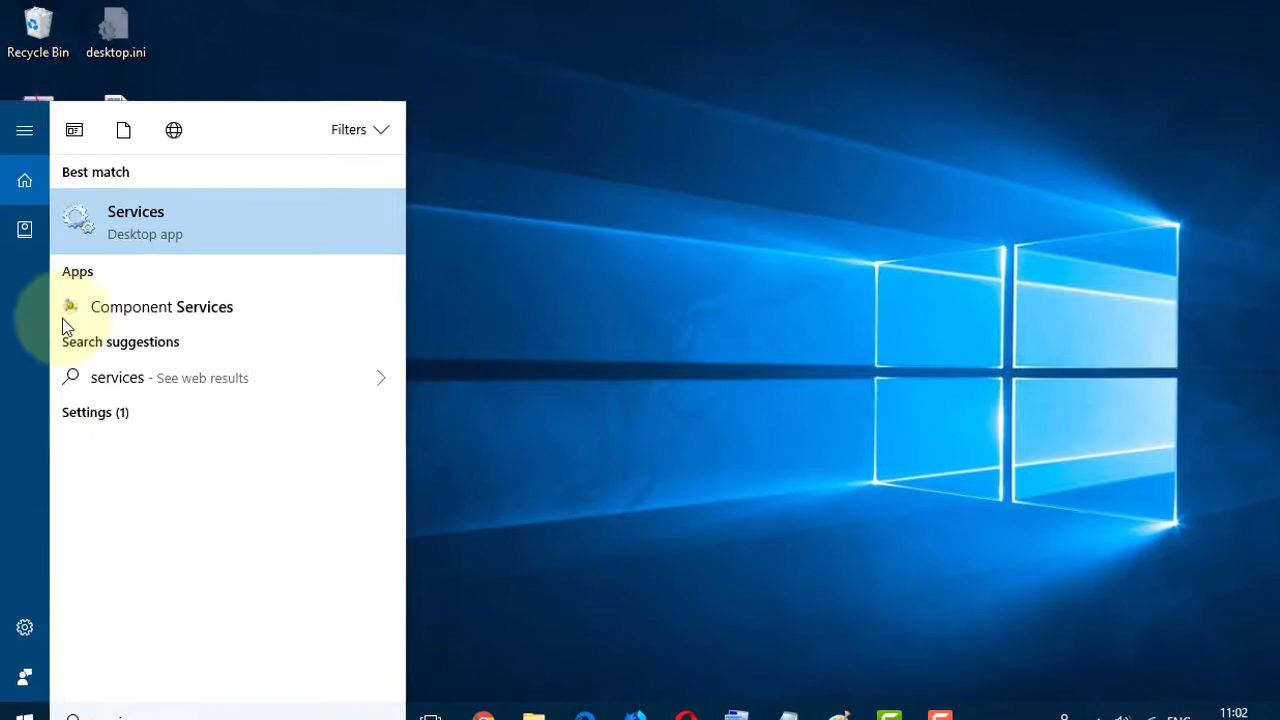 Recycle Bin
desktop.ini
Filters
Best match
Services
Desktop app
Apps
Component Services
Search suggestions
services - See web results
Settings (1)
11:02